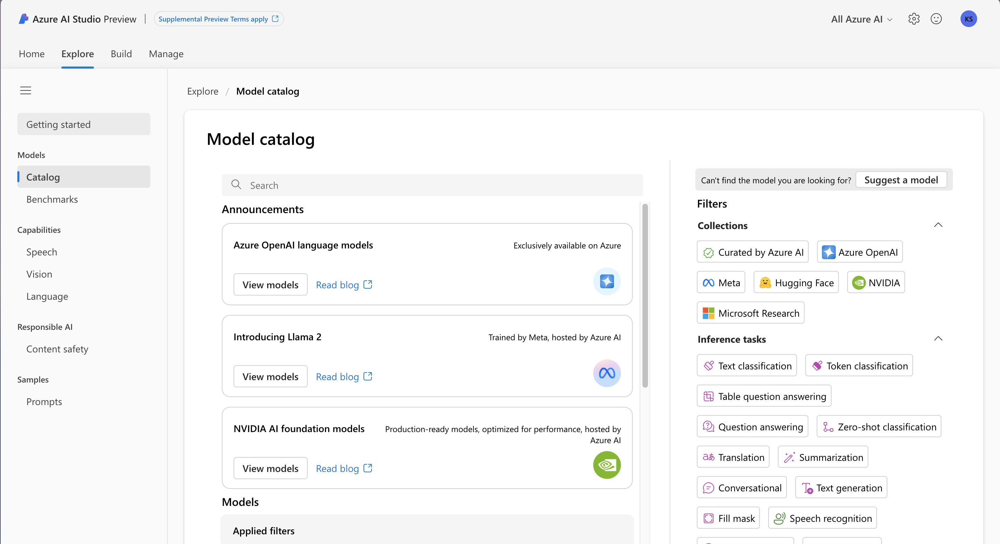 Azure AI Studio Preview
Supplemental Preview Terms apply
All Azure AI
KS
Home
Explore
Build
Manage
Getting started
Models
Catalog
Benchmarks
Capabilities
Speech
Vision
Language
Responsible AI
Content safety
Samples
Prompts
Explore / Model catalog
Model catalog
Search
Announcements
Azure OpenAI language models
Exclusively available on Azure
View models
Read blog
Introducing Llama 2
Trained by Meta, hosted by Azure AI
View models
Read blog
NVIDIA AI foundation models
Production-ready models, optimized for performance, hosted by
Azure AI
View models
Read blog
Models
Applied filters
Can't find the model you are looking for?
Suggest a model
Filters
Collections
Curated by Azure AI
Azure OpenAI
Meta
Hugging Face
NVIDIA
Microsoft Research
Inference tasks
Text classification
Token classification
Table question answering
Question answering
Zero-shot classification
aあ Translation
Summarization
Conversational
Text generation
Fill mask
Speech recognition